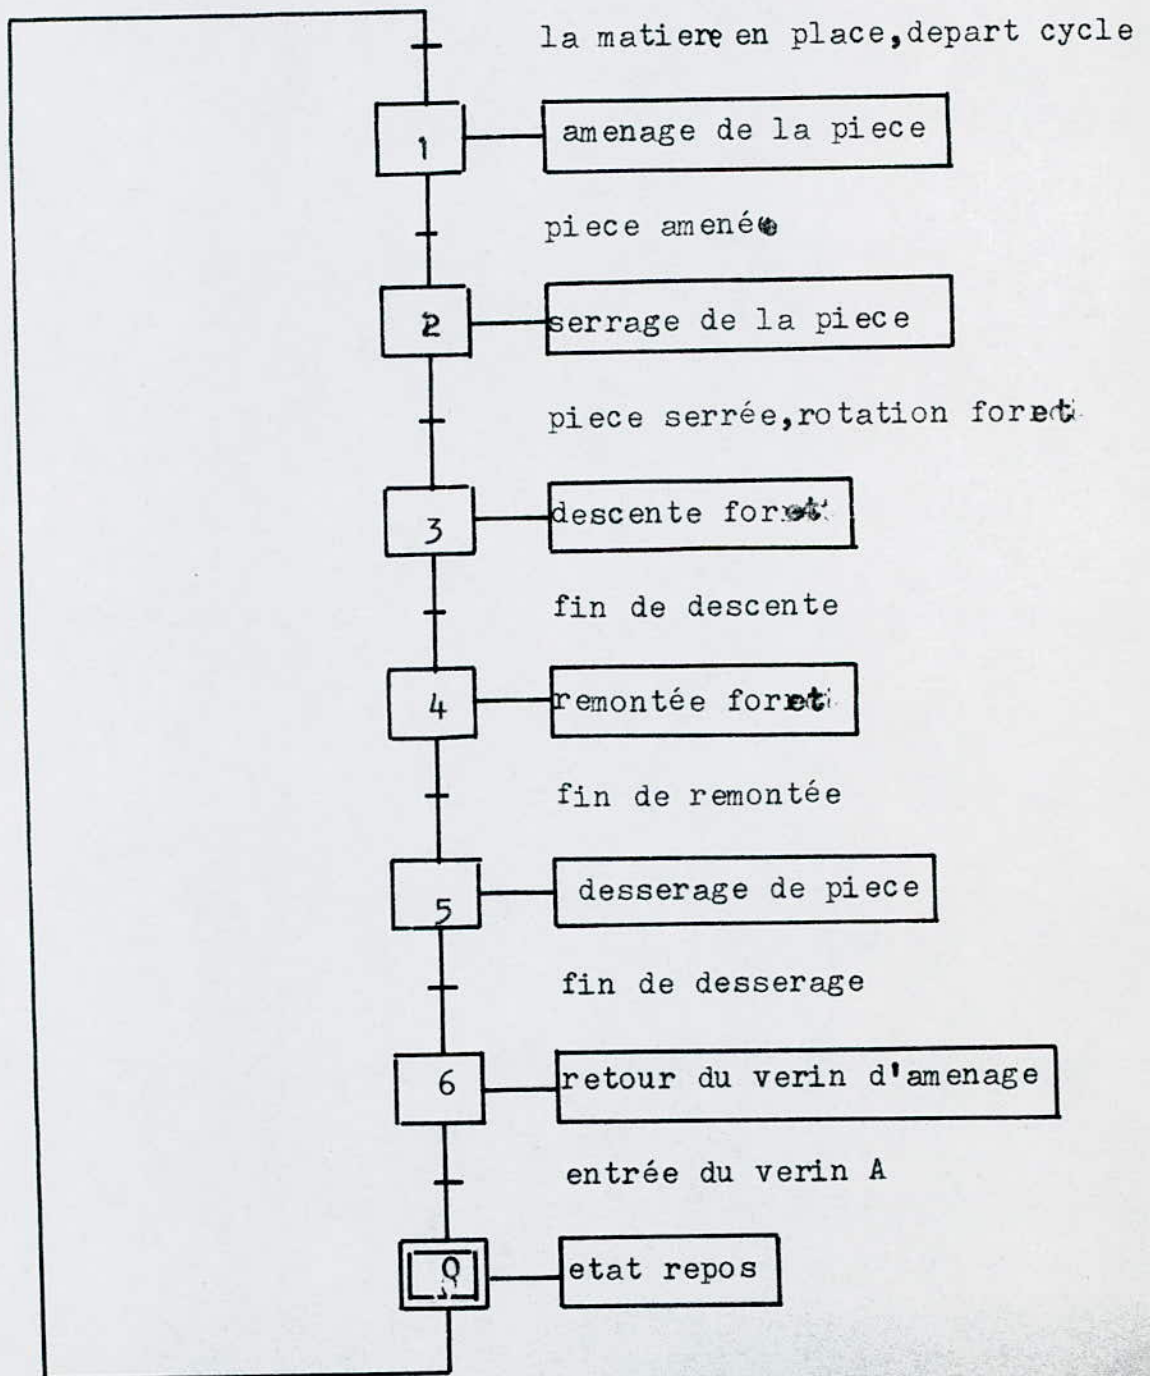 la matiere en place,depart cycle
1
amenage de la piece
piece amenée
2
serrage de la piece
piece serrée,rotation foret
3
descente foret
fin de descente
4
remontée foret
fin de remontée
5
desserage de piece
fin de desserage
6
retour du verin d'amenage
entrée du verin A
0
etat repos